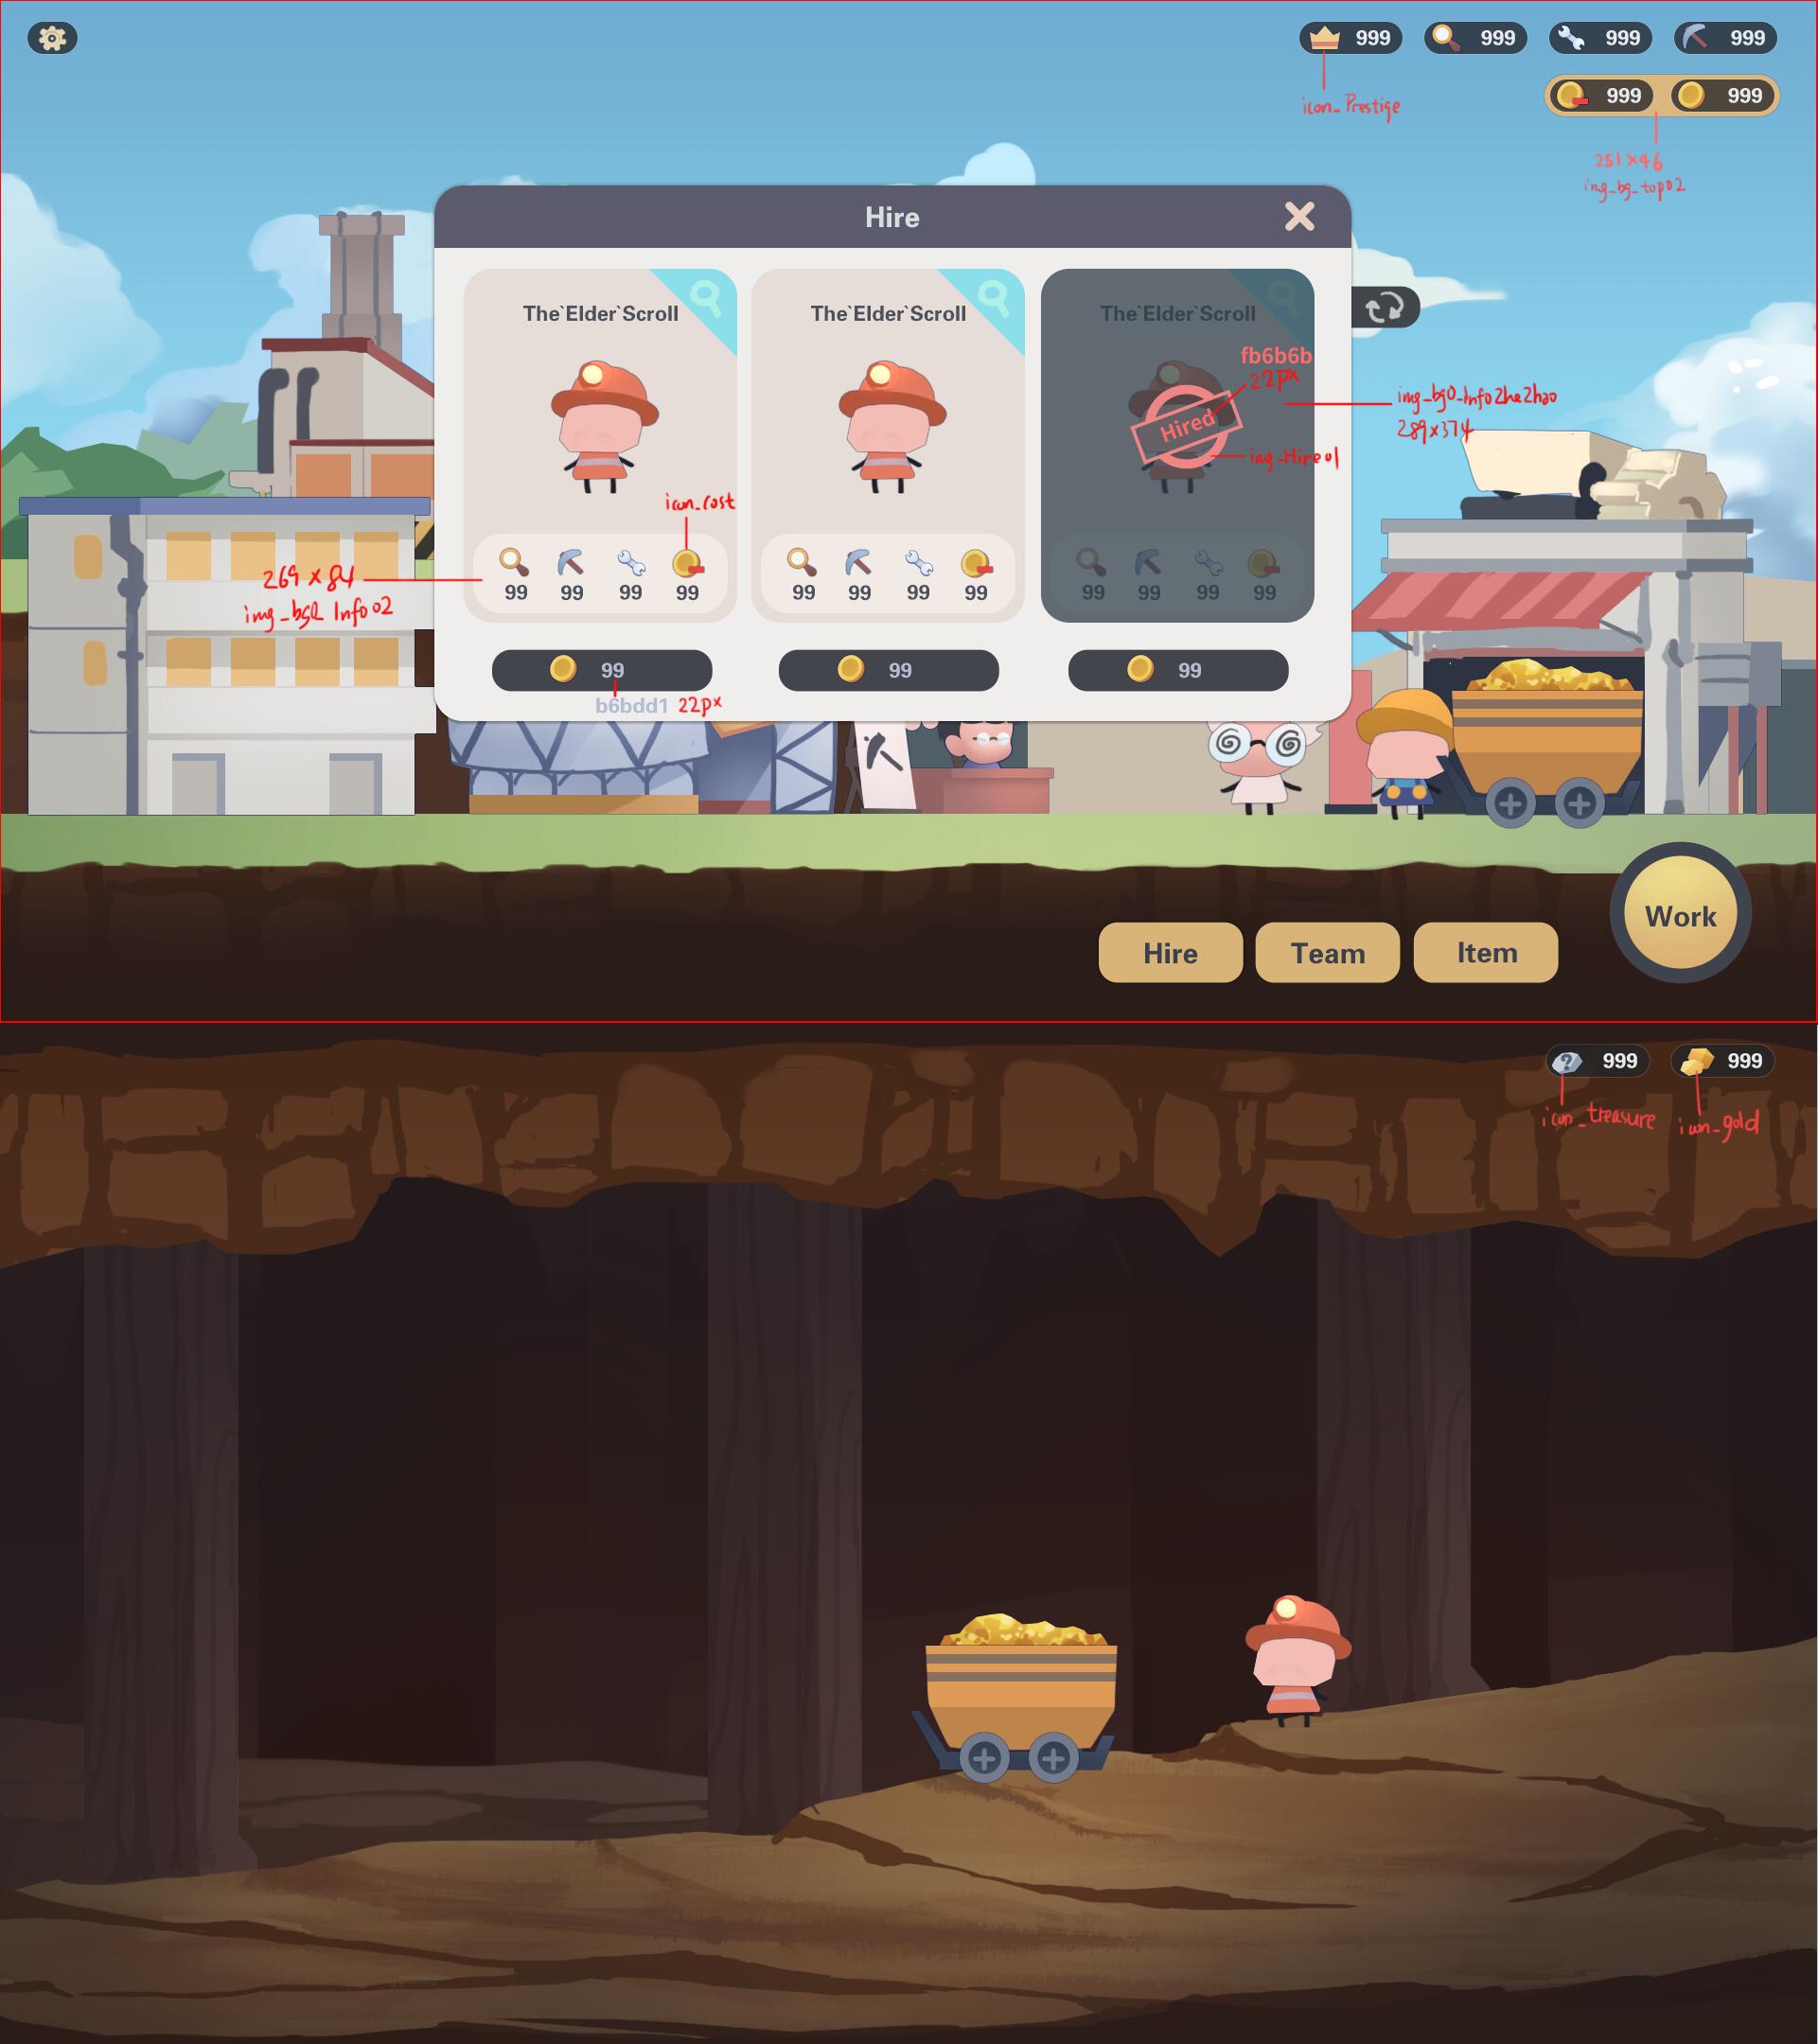 999 999 999 999
icon_Prestige
999 999
251×46
img_bg_top02
Hire
The`Elder`Scroll The`Elder`Scroll The`Elder`Scroll
fb6b6b
22px
Hired
img_Hire01
289×374
icon_cost
99 99 99 99
99 99 99 99
99 99 99 99
269×84
99 99 99
b6bdd1 22px
Work
Hire Team Item
999 999
icon_treasure icon_gold